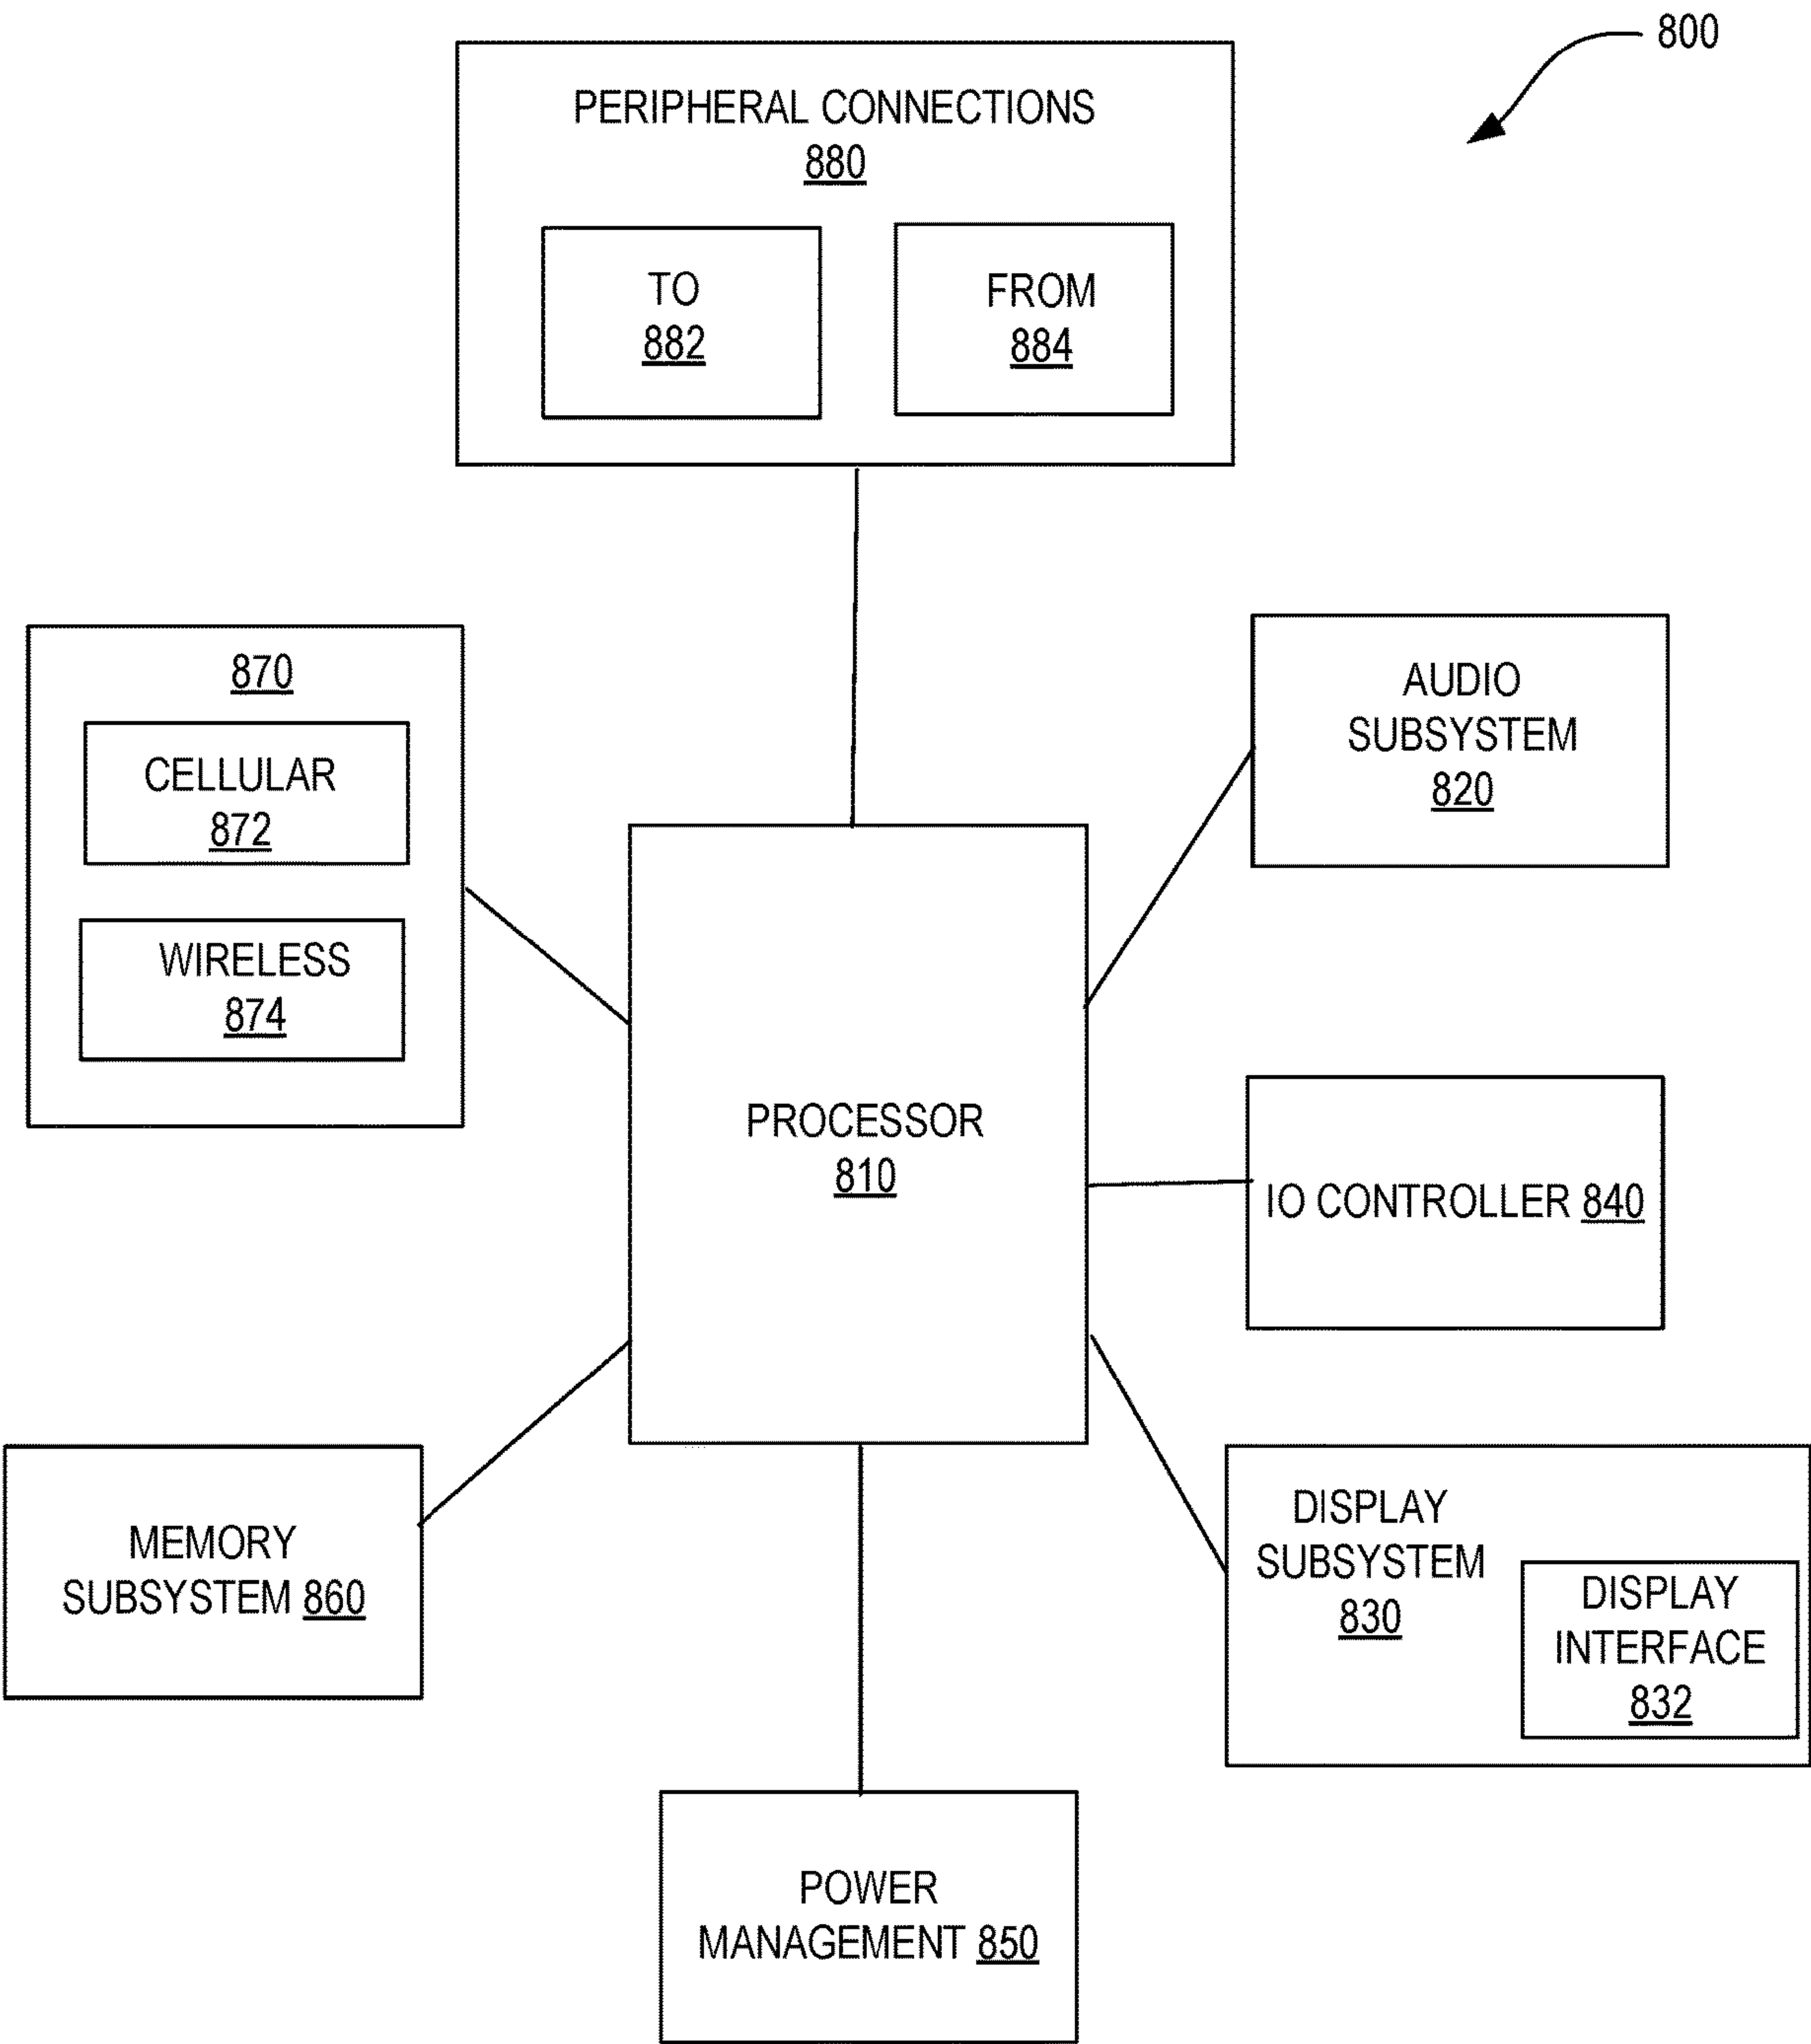 800
PERIPHERAL CONNECTIONS
880
TO
882
FROM
884
870
CELLULAR
872
WIRELESS
874
AUDIO
SUBSYSTEM
820
PROCESSOR
810
IO CONTROLLER 840
MEMORY
SUBSYSTEM 860
DISPLAY
SUBSYSTEM
830
DISPLAY
INTERFACE
832
POWER
MANAGEMENT 850